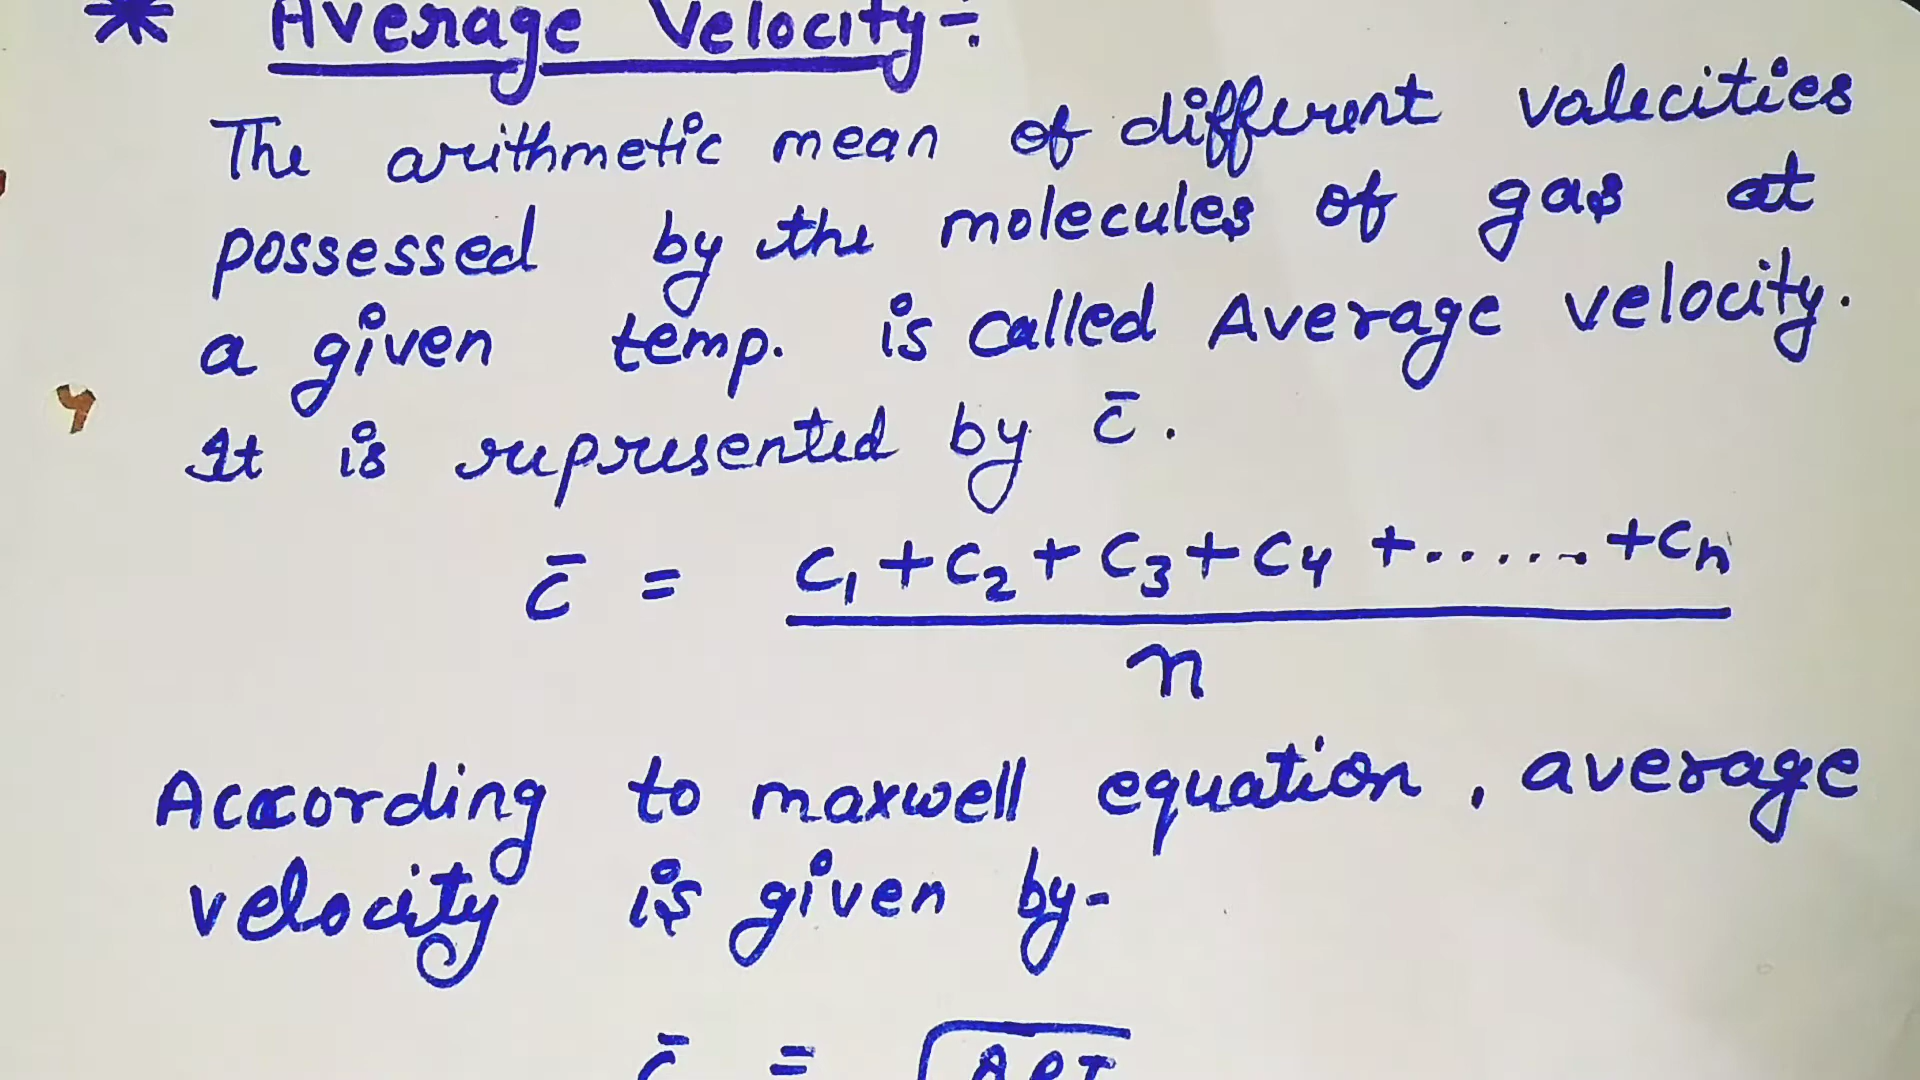 * Average Velocity-:
The arithmetic mean of different valecities
possessed by the molecules of gas at
a given temp. is called Average velocity.
It is represented by c̄.
c̄ = C₁ + C₂ + C₃ + C₄ + ...... + Cn
n
According to maxwell equation, average
velocity is given by-
c̄ = √8RT